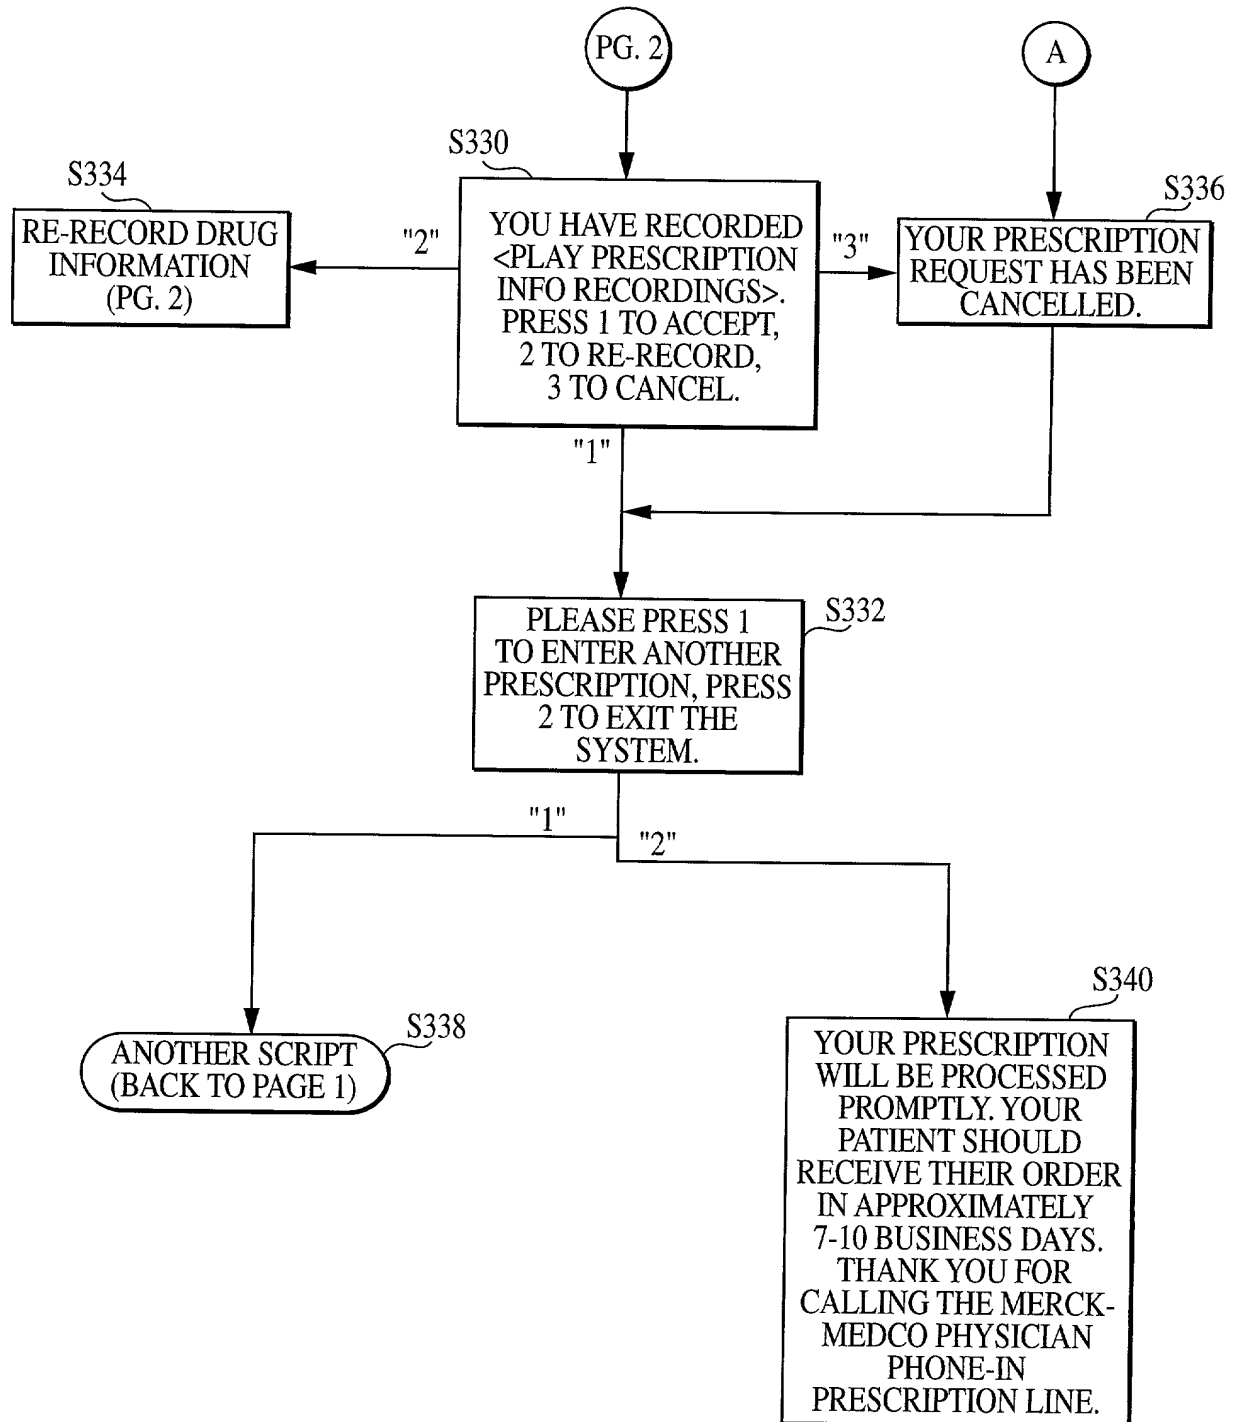 PG. 2
A
S330
S334
S336
RE-RECORD DRUG
INFORMATION
(PG. 2)
"2"
YOU HAVE RECORDED
<PLAY PRESCRIPTION
INFO RECORDINGS>.
PRESS 1 TO ACCEPT,
2 TO RE-RECORD,
3 TO CANCEL.
"3"
YOUR PRESCRIPTION
REQUEST HAS BEEN
CANCELLED.
"1"
S332
PLEASE PRESS 1
TO ENTER ANOTHER
PRESCRIPTION, PRESS
2 TO EXIT THE
SYSTEM.
"1"
"2"
S338
ANOTHER SCRIPT
(BACK TO PAGE 1)
S340
YOUR PRESCRIPTION
WILL BE PROCESSED
PROMPTLY. YOUR
PATIENT SHOULD
RECEIVE THEIR ORDER
IN APPROXIMATELY
7-10 BUSINESS DAYS.
THANK YOU FOR
CALLING THE MERCK-
MEDCO PHYSICIAN
PHONE-IN
PRESCRIPTION LINE.